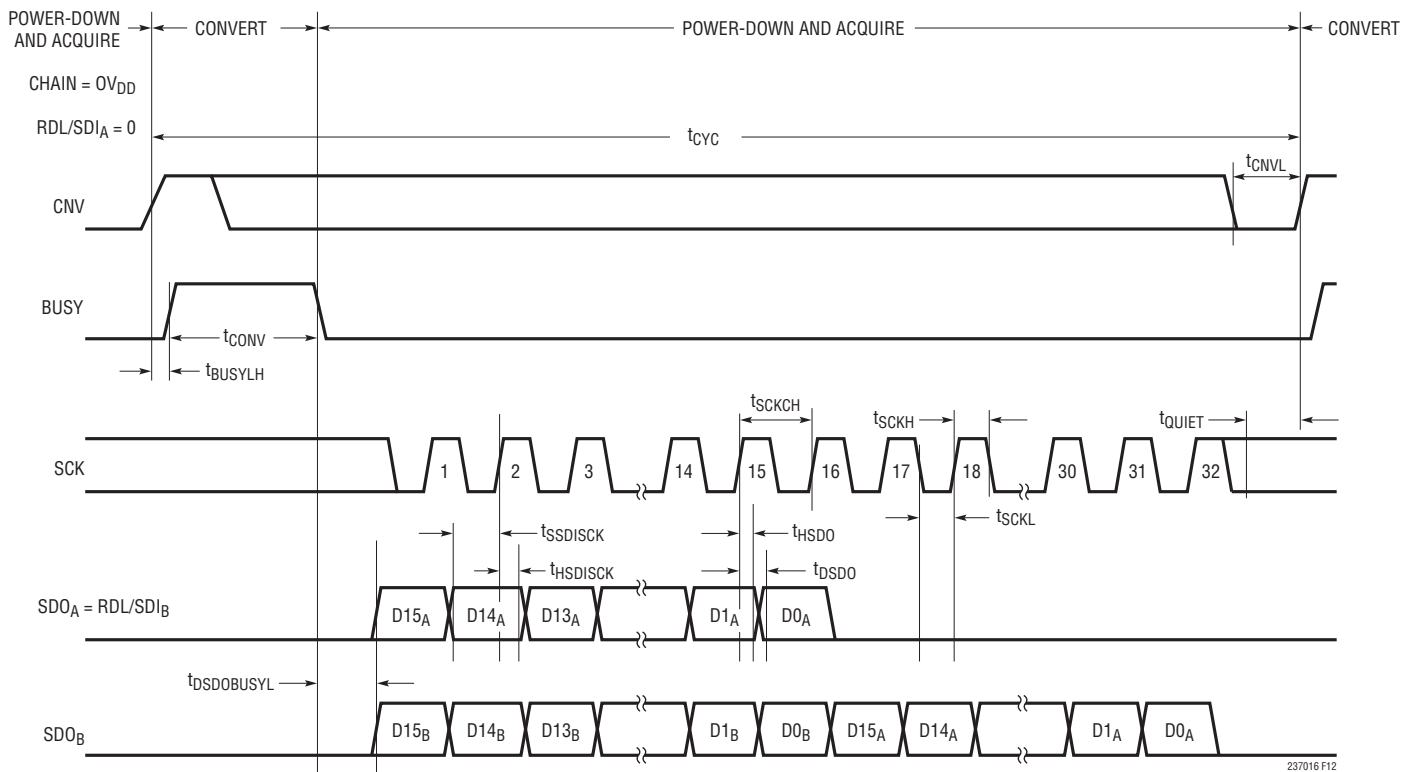 POWER-DOWN
AND ACQUIRE
CONVERT
POWER-DOWN AND ACQUIRE
CONVERT
CHAIN = OVDD
RDL/SDIA = 0
tCYC
tCNVL
CNV
BUSY
tCONV
tBUSYLH
tSCKCH
tSCKH
tQUIET
SCK
1 2 3 14 15 16 17 18 30 31 32
tSSDISCK
tHSDO
tSCKL
tHSDISCK
tDSDO
SDOA = RDL/SDIB
D15A D14A D13A D1A D0A
tDSDOBUSYL
SDOB
D15B D14B D13B D1B D0B D15A D14A D1A D0A
237016 F12